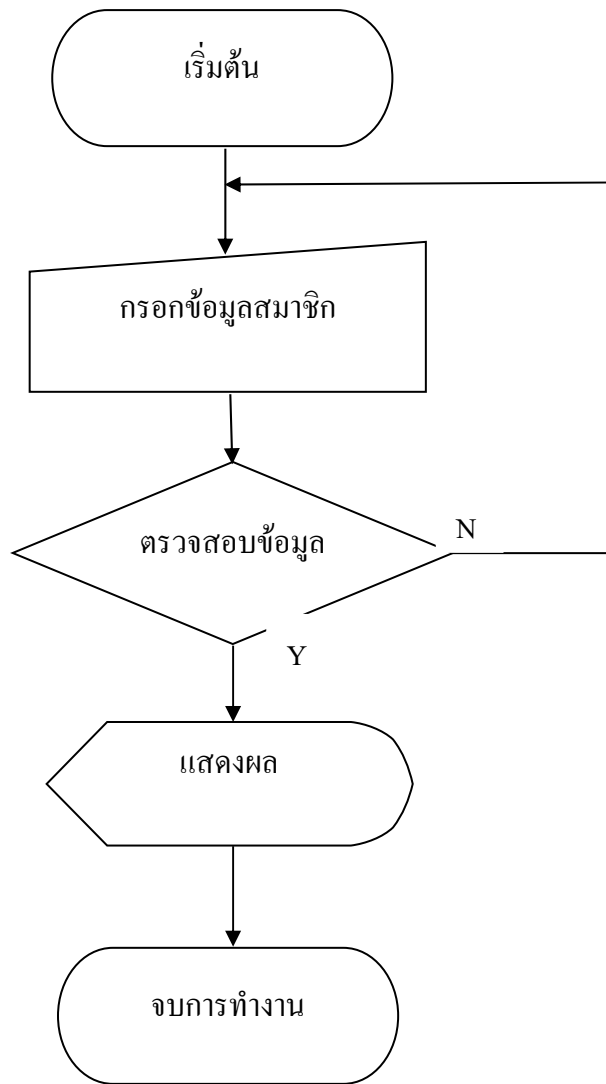 เริ่มต้น
กรอกข้อมูลสมาชิก
ตรวจสอบข้อมูล
N
Y
แสดงผล
จบการทำงาน